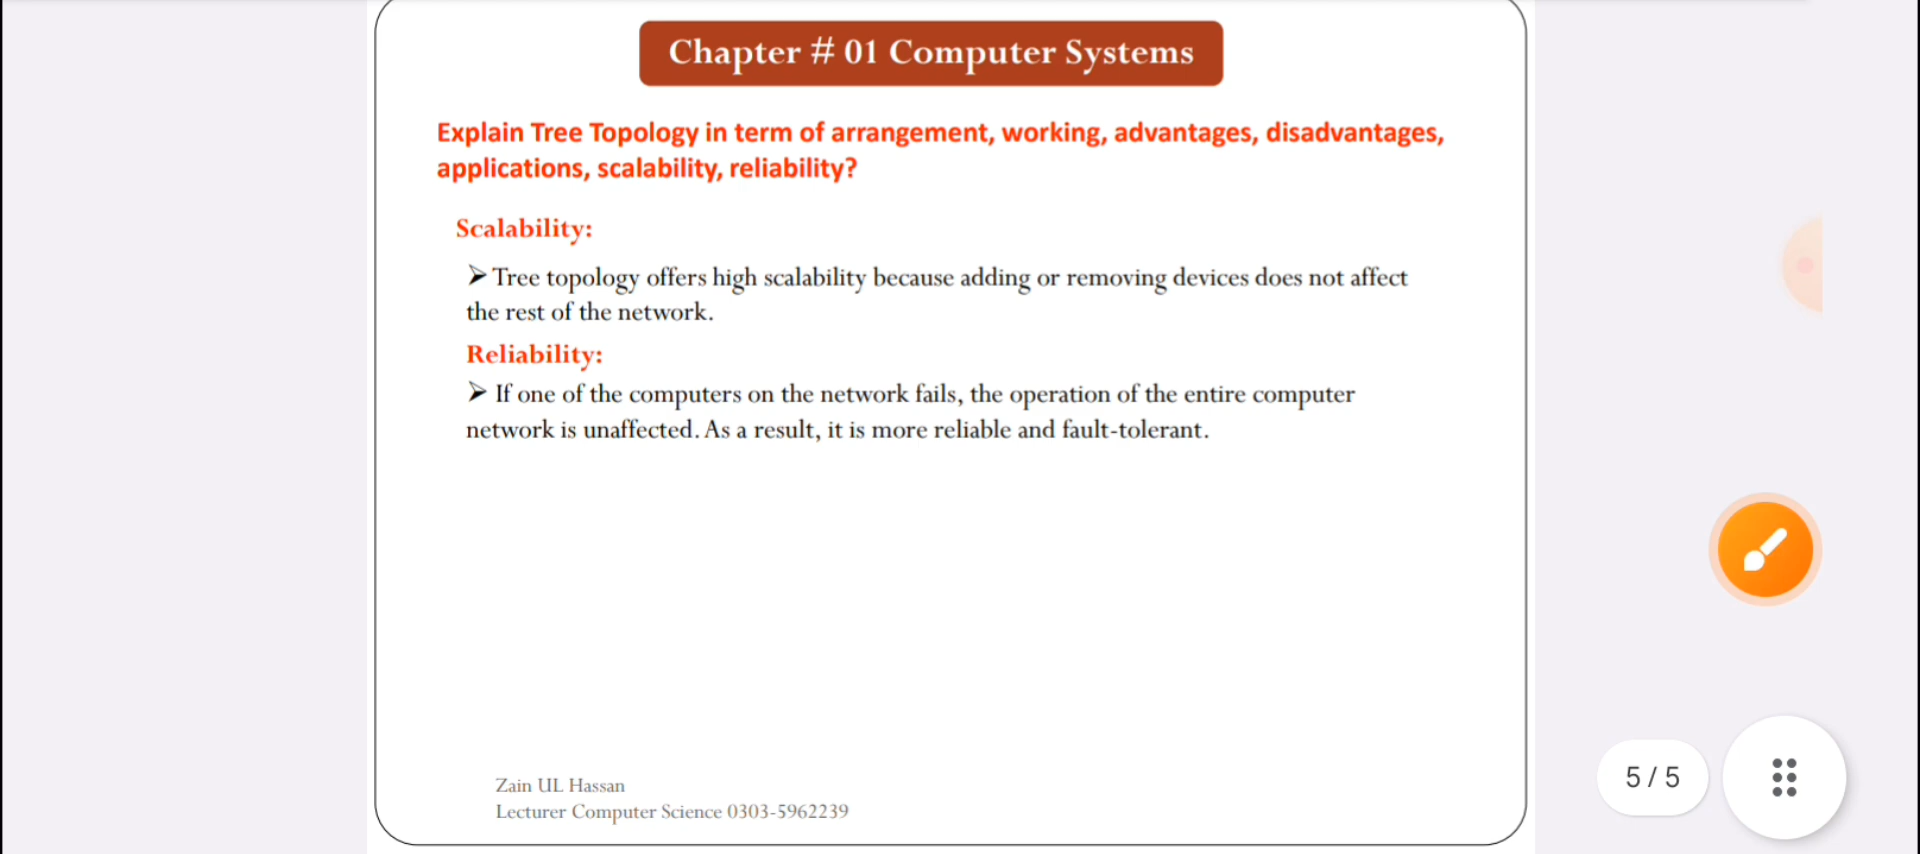 Chapter # 01 Computer Systems
Explain Tree Topology in term of arrangement, working, advantages, disadvantages,
applications, scalability, reliability?
Scalability:
➢ Tree topology offers high scalability because adding or removing devices does not affect
the rest of the network.
Reliability:
➢ If one of the computers on the network fails, the operation of the entire computer
network is unaffected. As a result, it is more reliable and fault-tolerant.
Zain UL Hassan
Lecturer Computer Science 0303-5962239
5 / 5